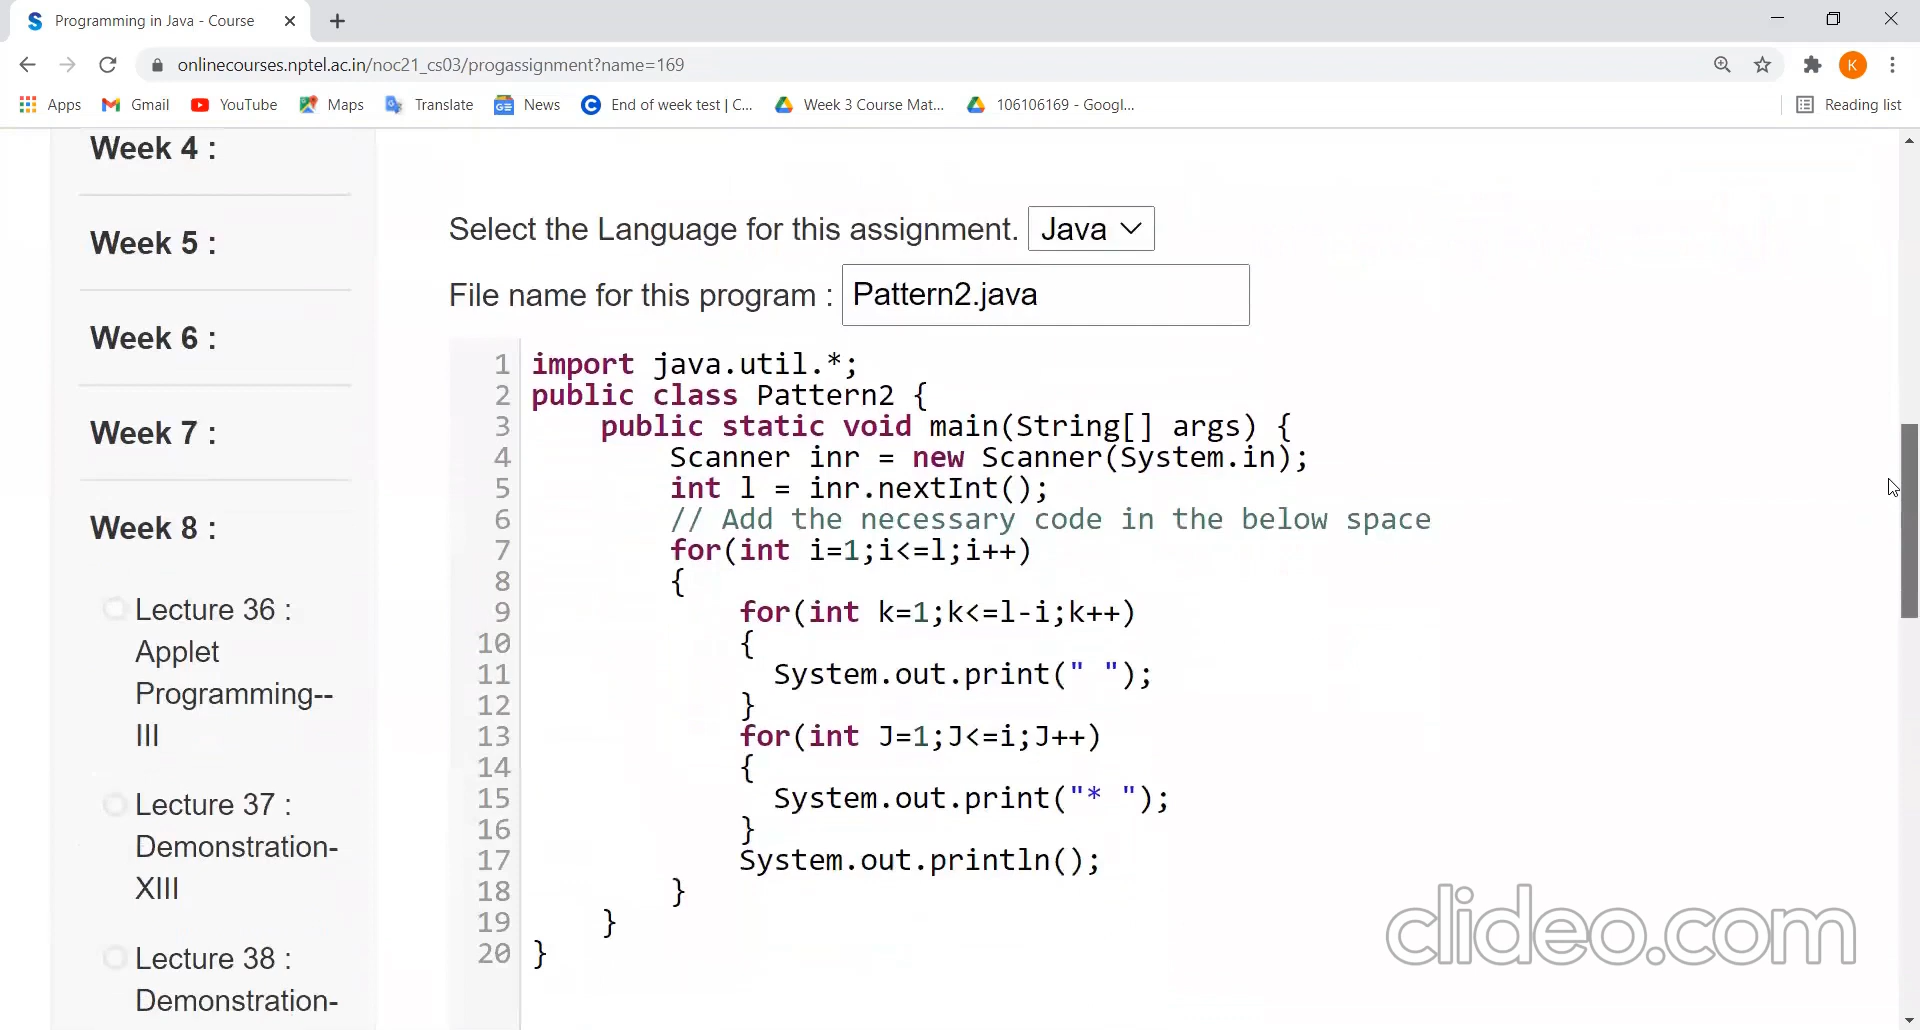 Programming in Java - Course
onlinecourses.nptel.ac.in/noc21_cs03/progassignment?name=169
K
Apps Gmail YouTube Maps Translate News End of week test | C... Week 3 Course Mat... 106106169 - Googl... Reading list
Week 4 :
Week 5 :
Week 6 :
Week 7 :
Week 8 :
Lecture 36 :
Applet
Programming--
III
Lecture 37 :
Demonstration-
XIII
Lecture 38 :
Demonstration-
Select the Language for this assignment. Java
File name for this program : Pattern2.java
1 import java.util.*;
2 public class Pattern2 {
3 public static void main(String[] args) {
4 Scanner inr = new Scanner(System.in);
5 int l = inr.nextInt();
6 // Add the necessary code in the below space
7 for(int i=1;i<=l;i++)
8 {
9 for(int k=1;k<=l-i;k++)
10 {
11 System.out.print(" ");
12 }
13 for(int J=1;J<=i;J++)
14 {
15 System.out.print("* ");
16 }
17 System.out.println();
18 }
19 }
20 }
clideo.com